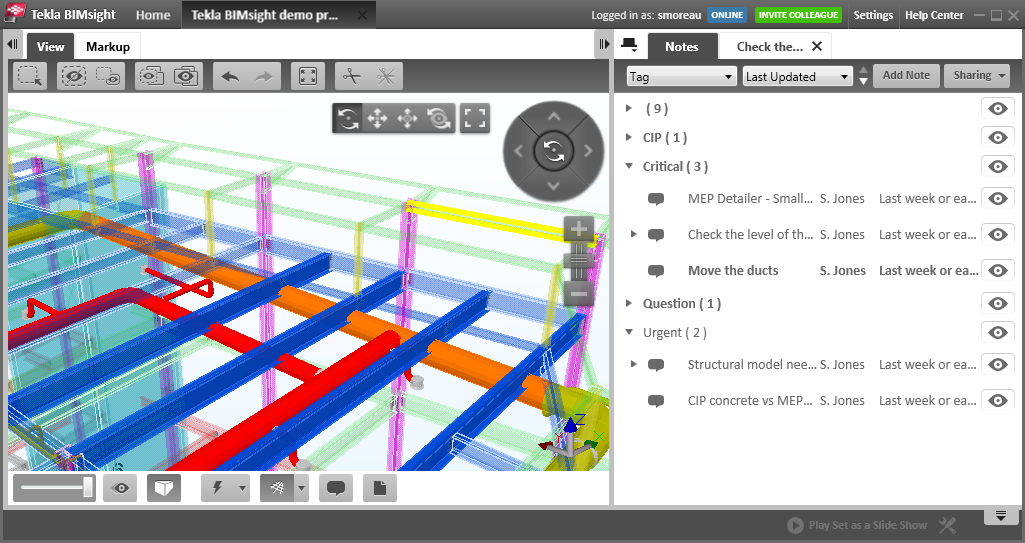 Tekla BIMsight Home Tekla BIMsight demo pr... Logged in as: smoreau ONLINE INVITE COLLEAGUE Settings Help Center
View Markup Notes Check the...
Tag Last Updated Add Note Sharing
( 9 )
CIP ( 1 )
Critical ( 3 )
MEP Detailer - Small... S. Jones Last week or ea...
Check the level of th... S. Jones Last week or ea...
Move the ducts S. Jones Last week or ea...
Question ( 1 )
Urgent ( 2 )
Structural model nee... S. Jones Last week or ea...
CIP concrete vs MEP... S. Jones Last week or ea...
Z
Play Set as a Slide Show